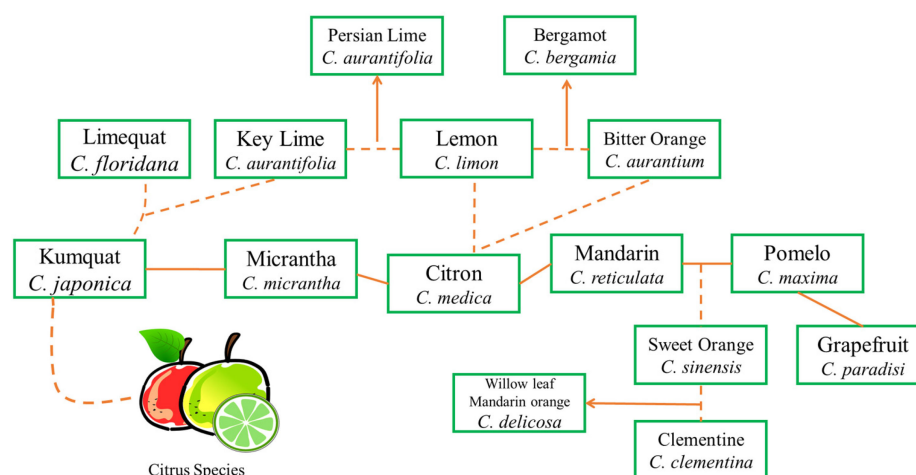 Persian Lime
C. aurantifolia
Bergamot
C. bergamia
Limequat
C. floridana
Key Lime
C. aurantifolia
Lemon
C. limon
Bitter Orange
C. aurantium
Kumquat
C. japonica
Micrantha
C. micrantha
Citron
C. medica
Mandarin
C. reticulata
Pomelo
C. maxima
Sweet Orange
C. sinensis
Grapefruit
C. paradisi
Willow leaf
Mandarin orange
C. delicosa
Clementine
C. clementina
Citrus Species